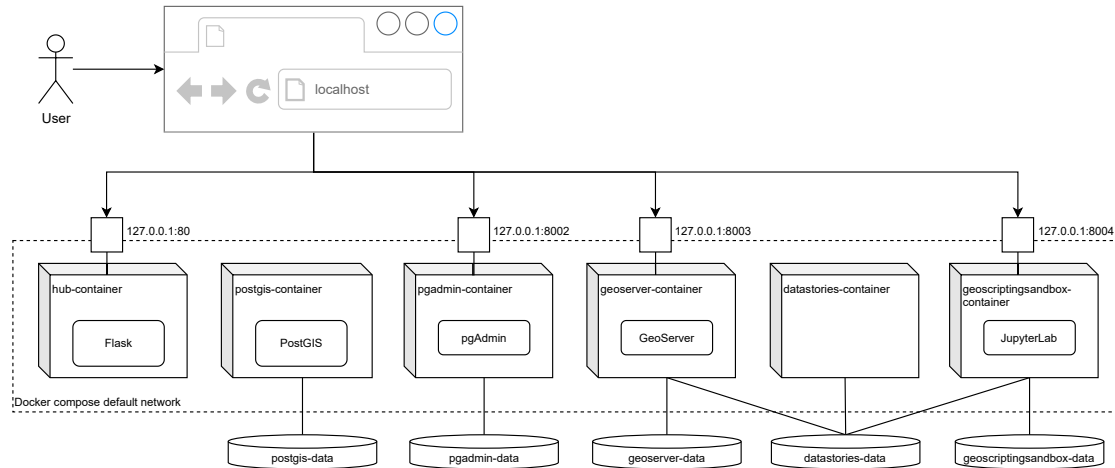 localhost
User
127.0.0.1:80
127.0.0.1:8002
127.0.0.1:8003
127.0.0.1:8004
hub-container
postgis-container
pgadmin-container
geoserver-container
datastories-container
geoscriptingsandbox-
container
Flask
PostGIS
pgAdmin
GeoServer
JupyterLab
Docker compose default network
postgis-data
pgadmin-data
geoserver-data
datastories-data
geoscriptingsandbox-data